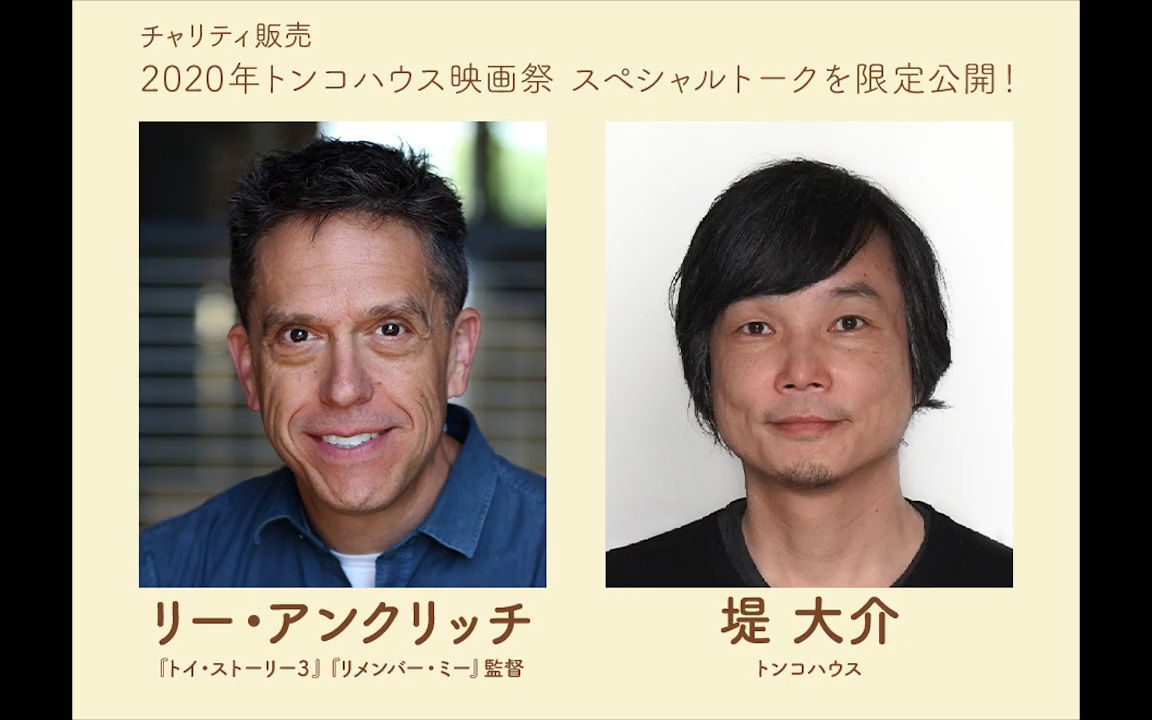 チャリティ販売
2020年トンコハウス映画祭 スペシャルトークを限定公開！
リー・アンクリッチ
『トイ・ストーリー3』『リメンバー・ミー』監督
堤 大介
トンコハウス